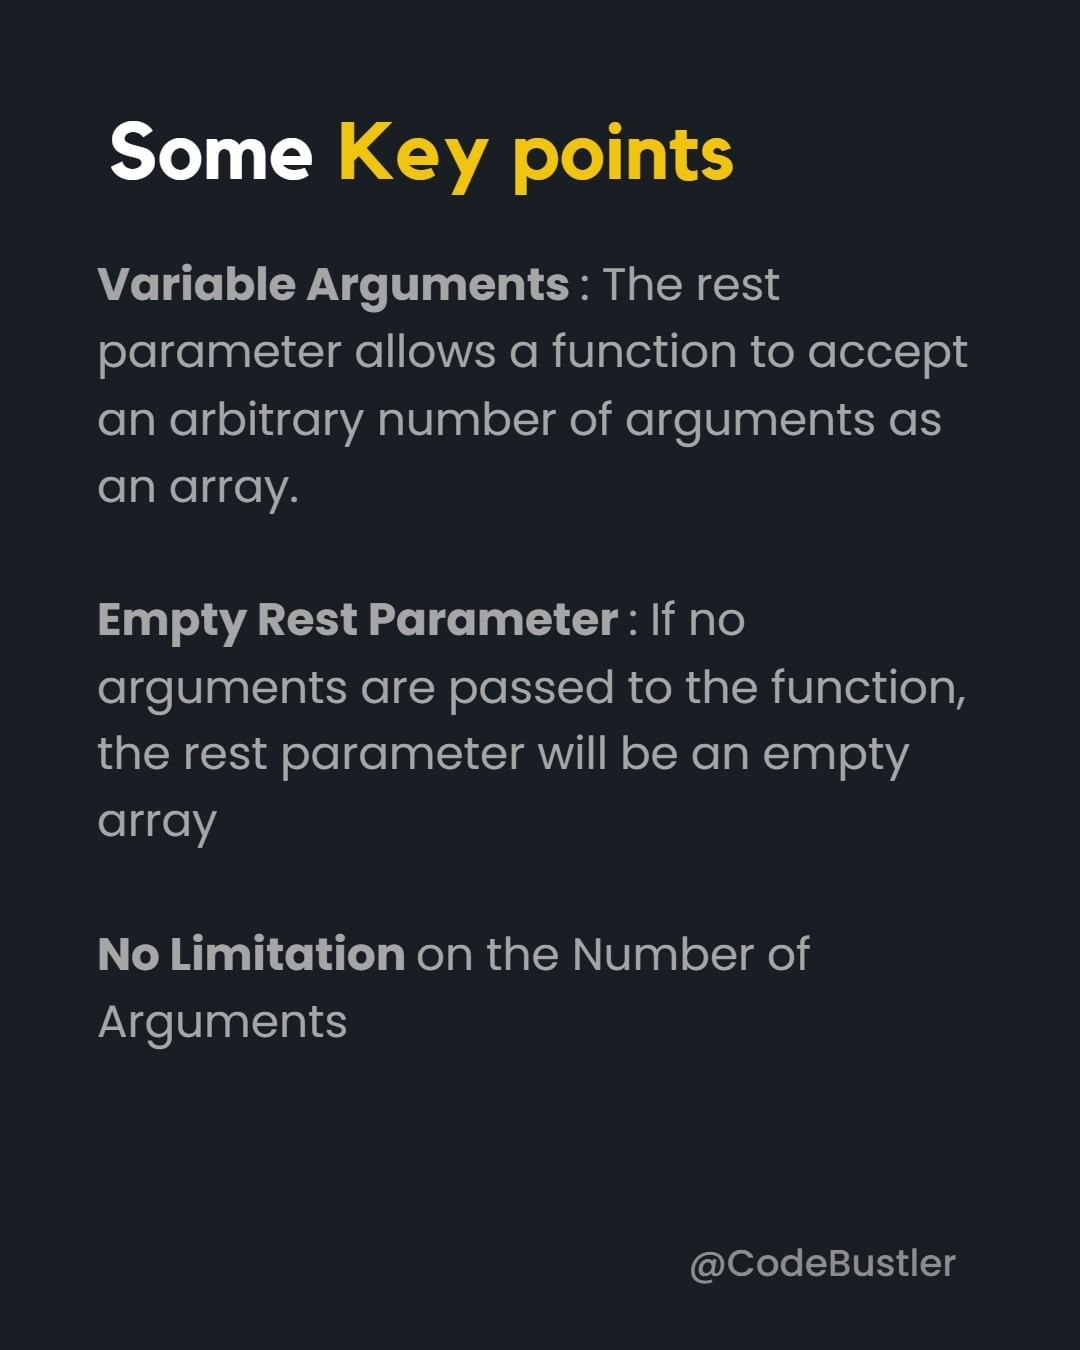 Some Key points
Variable Arguments : The rest
parameter allows a function to accept
an arbitrary number of arguments as
an array.
Empty Rest Parameter : If no
arguments are passed to the function,
the rest parameter will be an empty
array
No Limitation on the Number of
Arguments
@CodeBustler